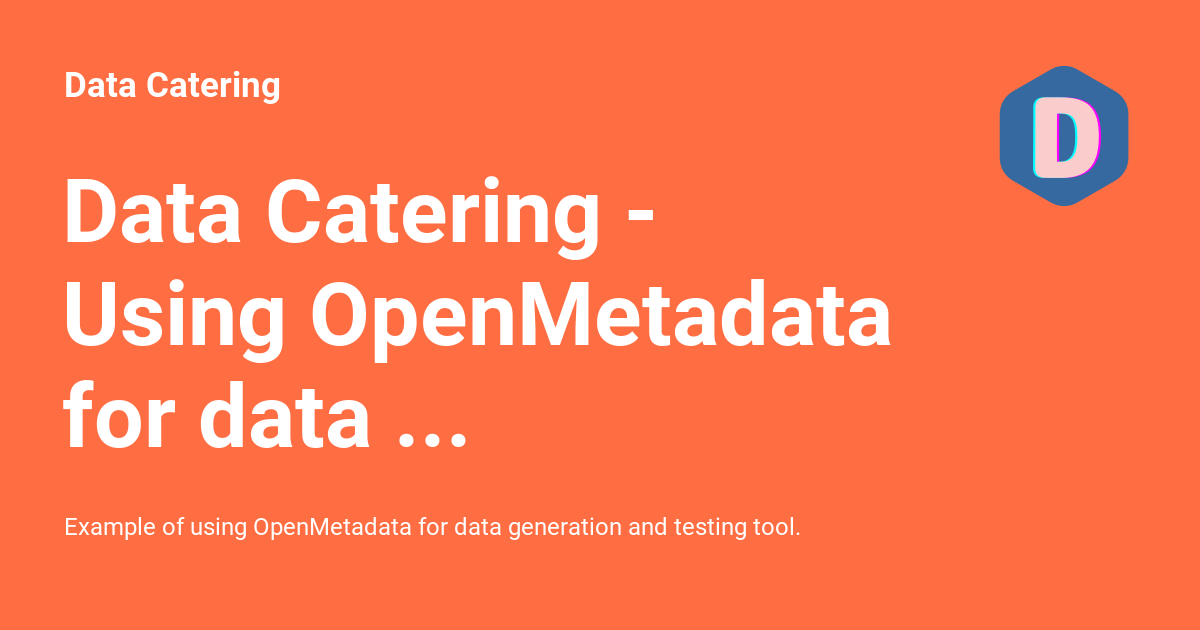 Data Catering
D
Data Catering -
Using OpenMetadata
for data ...
Example of using OpenMetadata for data generation and testing tool.